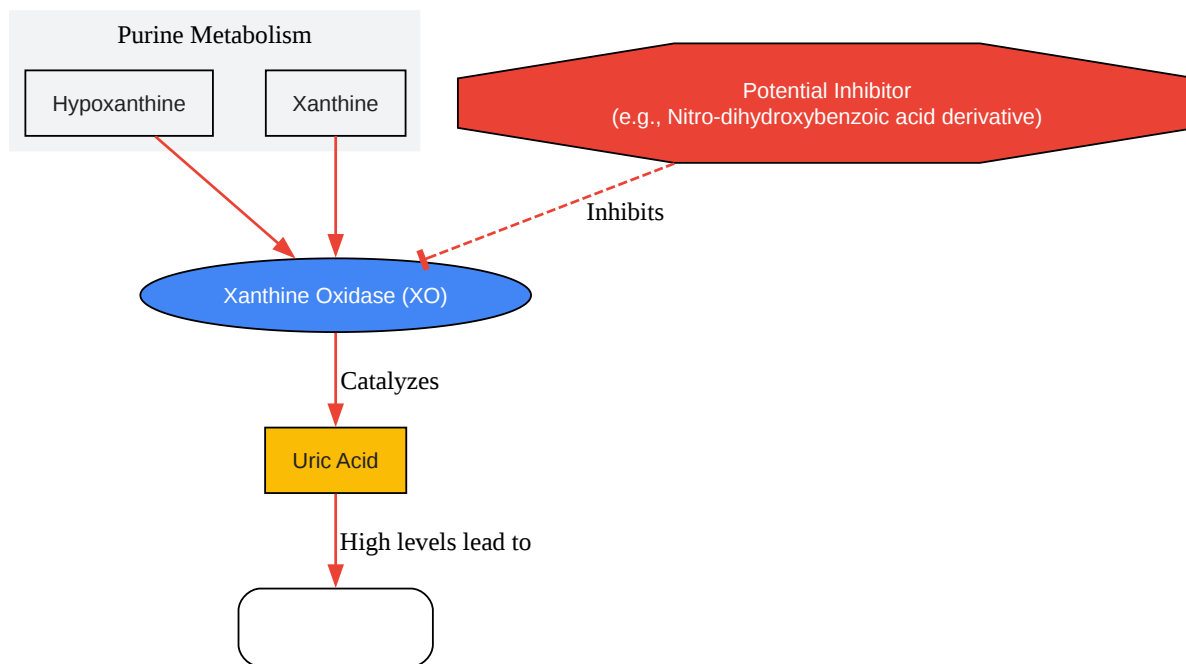 Purine Metabolism
Hypoxanthine
Xanthine
Potential Inhibitor
(e.g., Nitro-dihydroxybenzoic acid derivative)
Inhibits
Xanthine Oxidase (XO)
Catalyzes
Uric Acid
High levels lead to